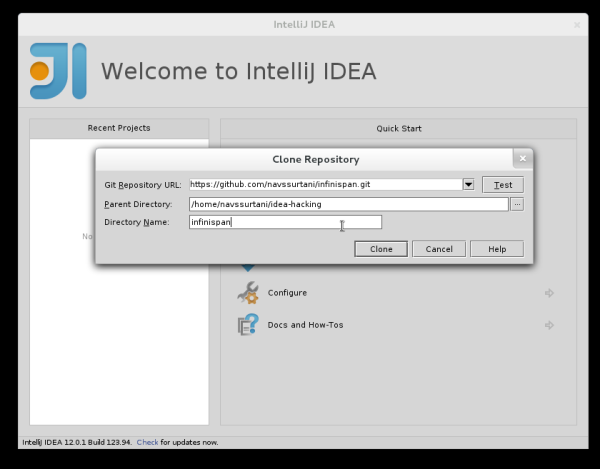 IntelliJ IDEA
Welcome to IntelliJ IDEA
Recent Projects
Quick Start
Clone Repository
Git Repository URL: https://github.com/navssurtani/infinispan.git Test
Parent Directory: /home/navssurtani/idea-hacking ...
Directory Name: infinispan
No
Clone Cancel Help
Configure
Docs and How-Tos
IntelliJ IDEA 12.0.1 Build 123.94. Check for updates now.